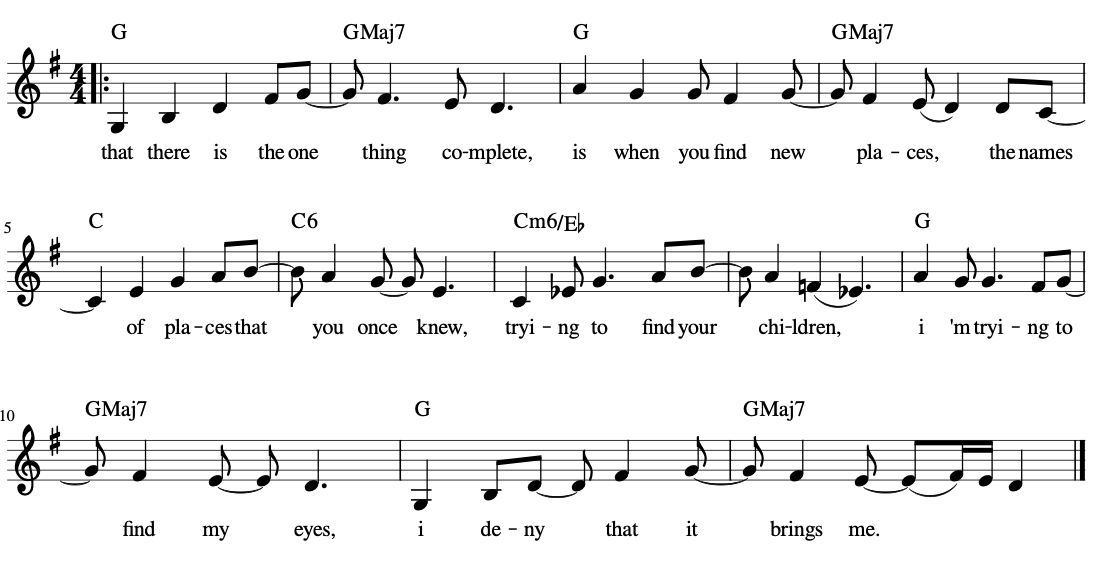 G GMaj7 G GMaj7
4
4
that there is the one thing co-mplete, is when you find new pla - ces, the names
5
C C6 Cm6/E♭ G
of pla - ces that you once knew, tryi - ng to find your chi-ldren, i 'm tryi - ng to
10
GMaj7 G GMaj7
find my eyes, i de - ny that it brings me.